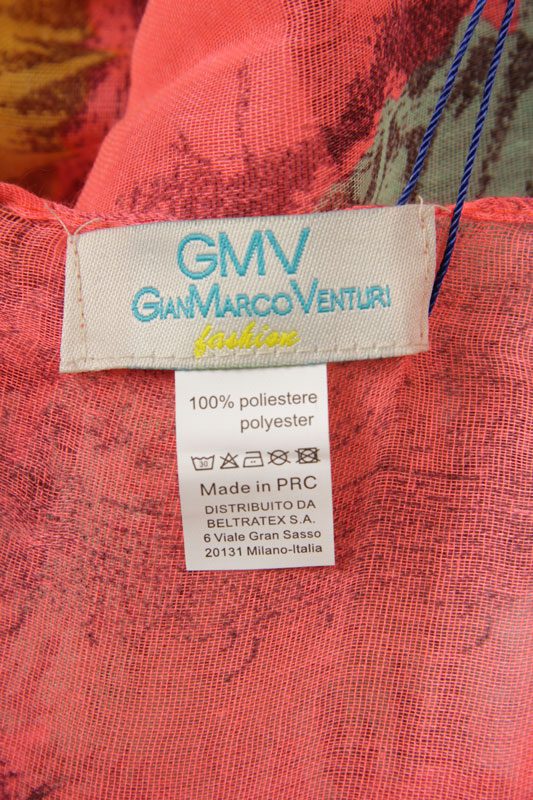 GMV
GIANMARCOVENTURI
fashion
100% poliestere
polyester
30
Made in PRC
DISTRIBUITO DA
BELTRATEX S.A.
6 Viale Gran Sasso
20131 Milano-Italia